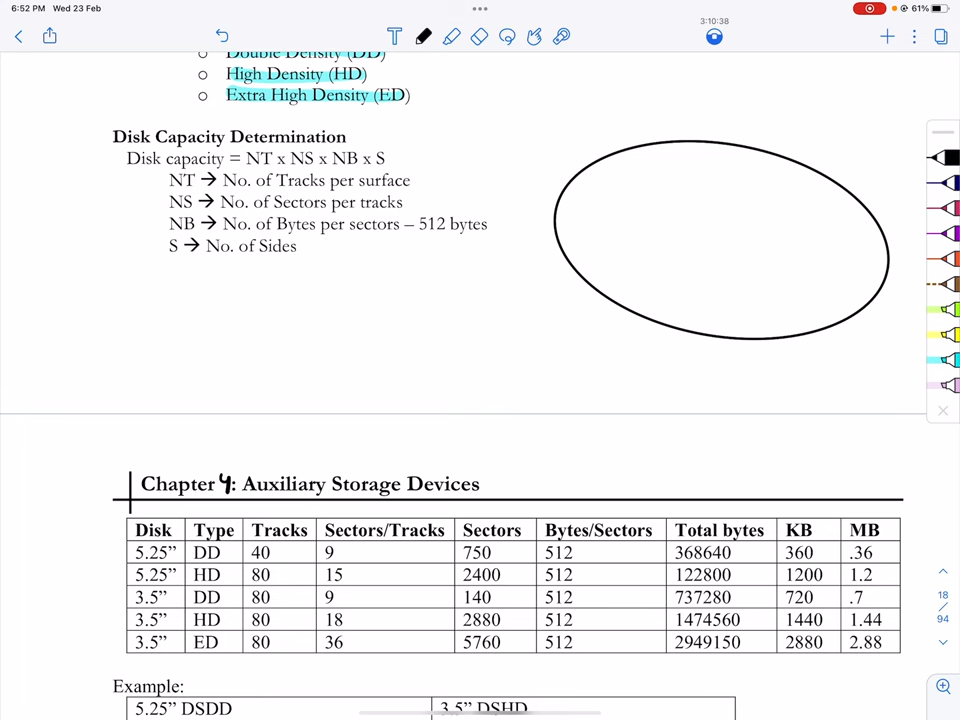 6:52 PM Wed 23 Feb
3:10:38
61%
T
o Double Density (DD)
o High Density (HD)
o Extra High Density (ED)
Disk Capacity Determination
Disk capacity = NT x NS x NB x S
NT → No. of Tracks per surface
NS → No. of Sectors per tracks
NB → No. of Bytes per sectors – 512 bytes
S → No. of Sides
Chapter 4: Auxiliary Storage Devices
Disk Type Tracks Sectors/Tracks Sectors Bytes/Sectors Total bytes KB MB
5.25” DD 40 9 750 512 368640 360 .36
5.25” HD 80 15 2400 512 122800 1200 1.2
3.5” DD 80 9 140 512 737280 720 .7
3.5” HD 80 18 2880 512 1474560 1440 1.44
3.5” ED 80 36 5760 512 2949150 2880 2.88
18
/
94
Example:
5.25” DSDD 3.5” DSHD